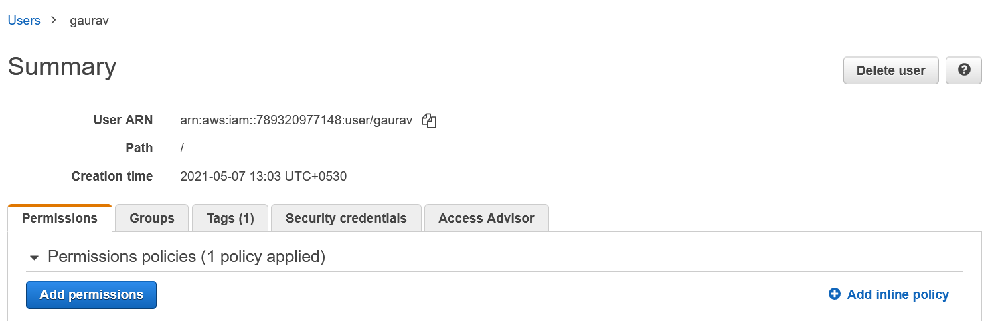 Users > gaurav
Summary
Delete user
?
User ARN arn:aws:iam::789320977148:user/gaurav
Path /
Creation time 2021-05-07 13:03 UTC+0530
Permissions Groups Tags (1) Security credentials Access Advisor
Permissions policies (1 policy applied)
Add permissions
Add inline policy